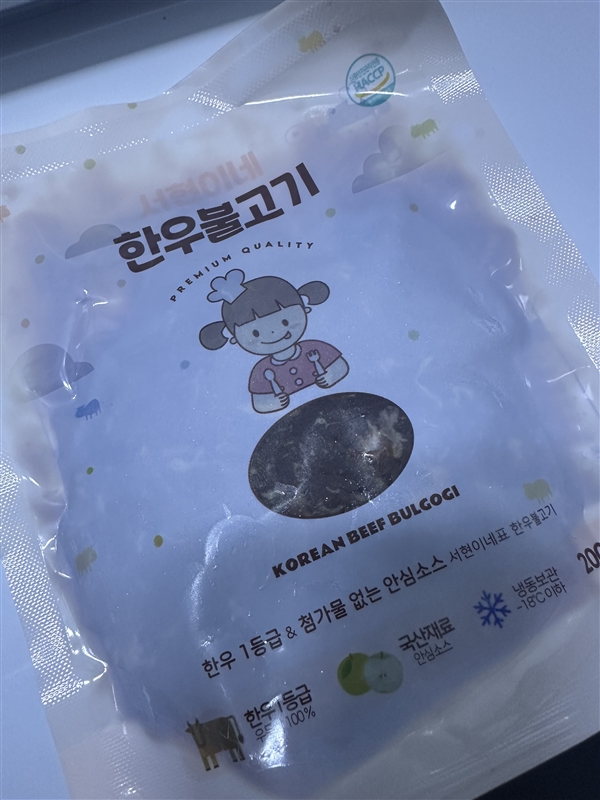 HACCP
서현이네
한우불고기
PREMIUM QUALITY
KOREAN BEEF BULGOGI
한우 1등급 & 첨가물 없는 안심소스 서현이네표 한우불고기
한우1등급
100%
국산재료
안심소스
냉동보관
-18℃이하
200